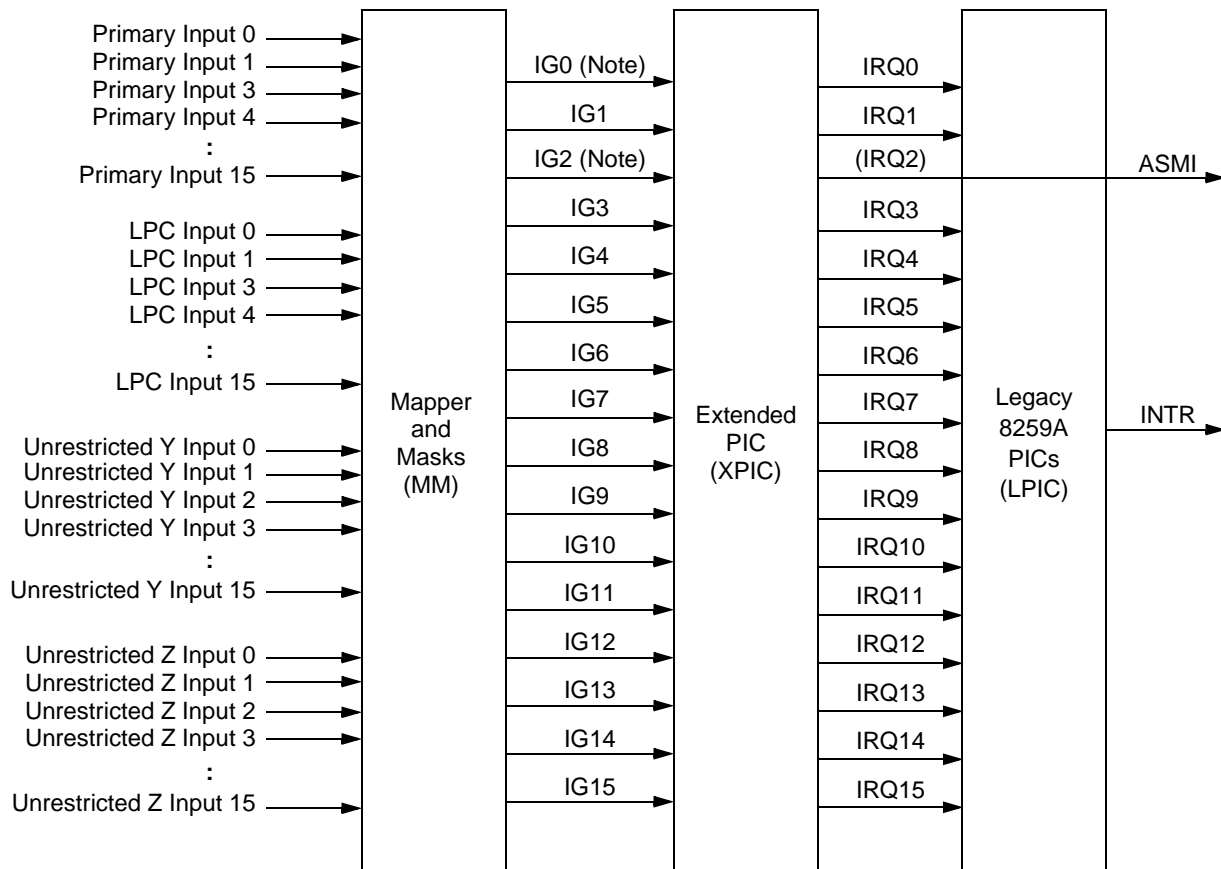 Primary Input 0
Primary Input 1
Primary Input 3
Primary Input 4
:
Primary Input 15
LPC Input 0
LPC Input 1
LPC Input 3
LPC Input 4
:
LPC Input 15
Unrestricted Y Input 0
Unrestricted Y Input 1
Unrestricted Y Input 2
Unrestricted Y Input 3
:
Unrestricted Y Input 15
Unrestricted Z Input 0
Unrestricted Z Input 1
Unrestricted Z Input 2
Unrestricted Z Input 3
:
Unrestricted Z Input 15
Mapper
and
Masks
(MM)
IG0 (Note)
IG1
IG2 (Note)
IG3
IG4
IG5
IG6
IG7
IG8
IG9
IG10
IG11
IG12
IG13
IG14
IG15
Extended
PIC
(XPIC)
IRQ0
IRQ1
(IRQ2)
IRQ3
IRQ4
IRQ5
IRQ6
IRQ7
IRQ8
IRQ9
IRQ10
IRQ11
IRQ12
IRQ13
IRQ14
IRQ15
Legacy
8259A
PICs
(LPIC)
ASMI
INTR